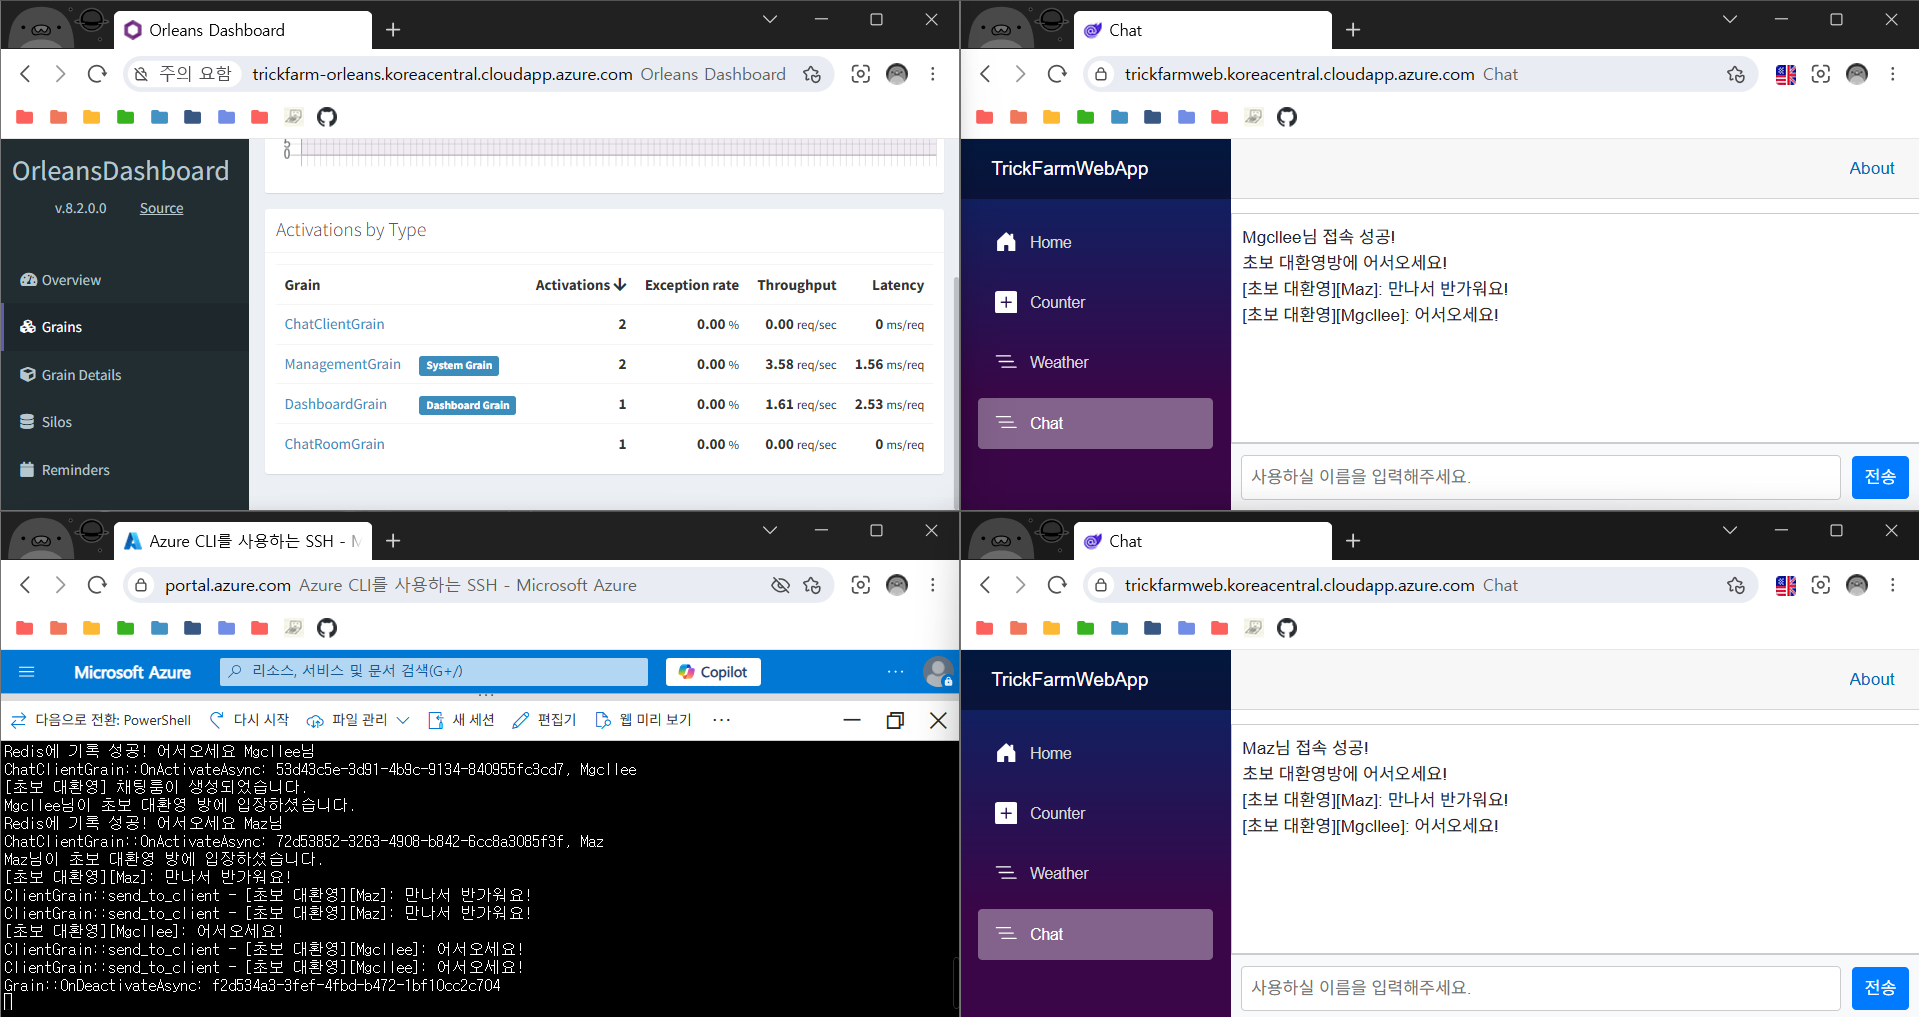 Orleans Dashboard
주의 요함 trickfarm-orleans.koreacentral.cloudapp.azure.com Orleans Dashboard
OrleansDashboard
v.8.2.0.0 Source
Overview
Grains
Grain Details
Silos
Reminders
5
0
Activations by Type
Grain Activations Exception rate Throughput Latency
ChatClientGrain 2 0.00 % 0.00 req/sec 0 ms/req
ManagementGrain System Grain 2 0.00 % 3.58 req/sec 1.56 ms/req
DashboardGrain Dashboard Grain 1 0.00 % 1.61 req/sec 2.53 ms/req
ChatRoomGrain 1 0.00 % 0.00 req/sec 0 ms/req
Chat
trickfarmweb.koreacentral.cloudapp.azure.com Chat
TrickFarmWebApp
About
Home
Counter
Weather
Chat
Mgcllee님 접속 성공!
초보 대환영방에 어서오세요!
[초보 대환영][Maz]: 만나서 반가워요!
[초보 대환영][Mgcllee]: 어서오세요!
사용하실 이름을 입력해주세요.
전송
Azure CLI를 사용하는 SSH - M
portal.azure.com Azure CLI를 사용하는 SSH - Microsoft Azure
Microsoft Azure
리소스, 서비스 및 문서 검색(G+/)
Copilot
다음으로 전환: PowerShell 다시 시작 파일 관리 새 세션 편집기 웹 미리 보기
Redis에 기록 성공! 어서오세요 Mgcllee님
ChatClientGrain::OnActivateAsync: 53d43c5e-3d91-4b9c-9134-840955fc3cd7, Mgcllee
[초보 대환영] 채팅룸이 생성되었습니다.
Mgcllee님이 초보 대환영 방에 입장하셨습니다.
Redis에 기록 성공! 어서오세요 Maz님
ChatClientGrain::OnActivateAsync: 72d53852-3263-4908-b842-6cc8a3085f3f, Maz
Maz님이 초보 대환영 방에 입장하셨습니다.
[초보 대환영][Maz]: 만나서 반가워요!
ClientGrain::send_to_client - [초보 대환영][Maz]: 만나서 반가워요!
ClientGrain::send_to_client - [초보 대환영][Maz]: 만나서 반가워요!
[초보 대환영][Mgcllee]: 어서오세요!
ClientGrain::send_to_client - [초보 대환영][Mgcllee]: 어서오세요!
ClientGrain::send_to_client - [초보 대환영][Mgcllee]: 어서오세요!
Grain::OnDeactivateAsync: f2d534a3-3fef-4fbd-b472-1bf10cc2c704
Chat
trickfarmweb.koreacentral.cloudapp.azure.com Chat
TrickFarmWebApp
About
Home
Counter
Weather
Chat
Maz님 접속 성공!
초보 대환영방에 어서오세요!
[초보 대환영][Maz]: 만나서 반가워요!
[초보 대환영][Mgcllee]: 어서오세요!
사용하실 이름을 입력해주세요.
전송